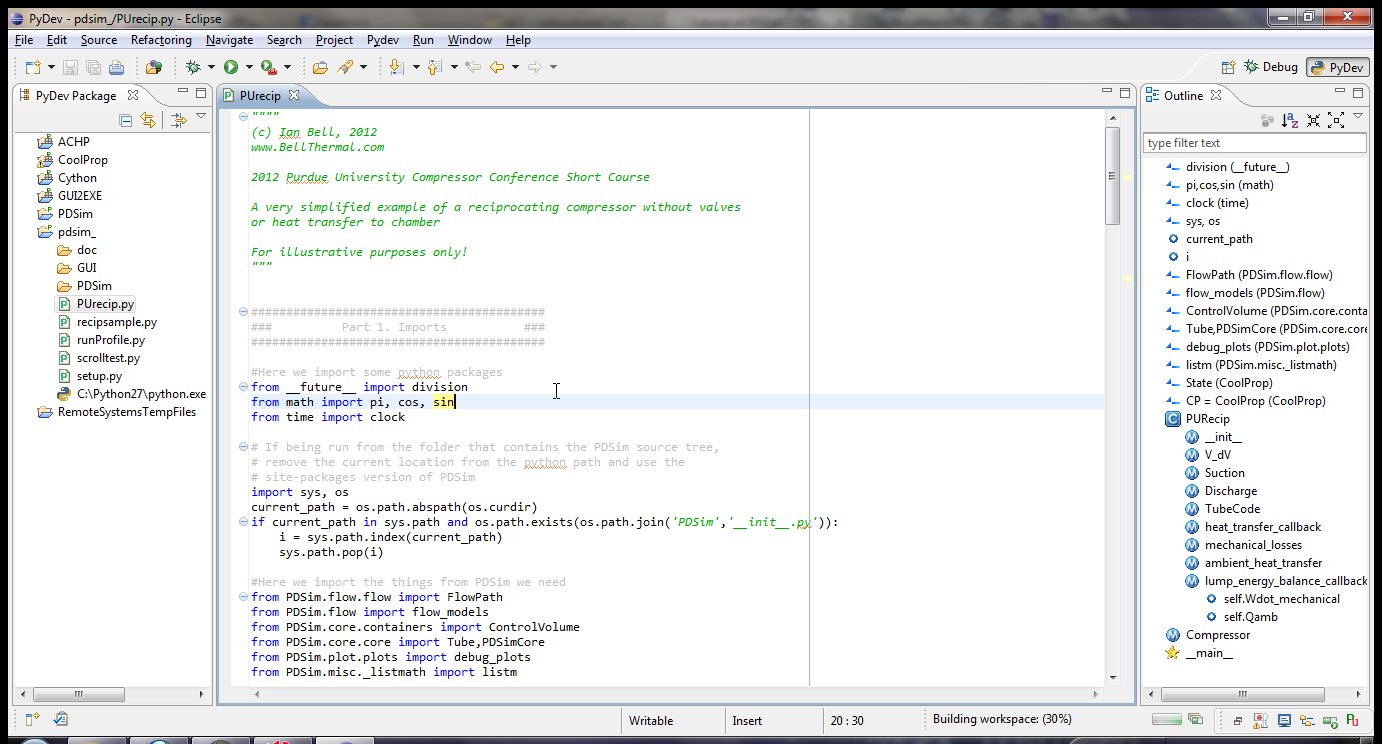 PyDev - pdsim_/PUrecip.py - Eclipse
File Edit Source Refactoring Navigate Search Project Pydev Run Window Help
Debug PyDev
PyDev Package
ACHP
CoolProp
Cython
GUI2EXE
PDSim
pdsim_
doc
GUI
PDSim
PUrecip.py
recipsample.py
runProfile.py
scrolltest.py
setup.py
C:\Python27\python.exe
RemoteSystemsTempFiles
PUrecip
""""
(c) Ian Bell, 2012
www.BellThermal.com
2012 Purdue University Compressor Conference Short Course
A very simplified example of a reciprocating compressor without valves
or heat transfer to chamber
For illustrative purposes only!
"""
##########################################
### Part 1. Imports ###
##########################################
#Here we import some python packages
from __future__ import division
from math import pi, cos, sin
from time import clock
# If being run from the folder that contains the PDSim source tree,
# remove the current location from the python path and use the
# site-packages version of PDSim
import sys, os
current_path = os.path.abspath(os.curdir)
if current_path in sys.path and os.path.exists(os.path.join('PDSim','__init__.py')):
i = sys.path.index(current_path)
sys.path.pop(i)
#Here we import the things from PDSim we need
from PDSim.flow.flow import FlowPath
from PDSim.flow import flow_models
from PDSim.core.containers import ControlVolume
from PDSim.core.core import Tube,PDSimCore
from PDSim.plot.plots import debug_plots
from PDSim.misc._listmath import listm
Outline
type filter text
division (__future__)
pi,cos,sin (math)
clock (time)
sys, os
current_path
i
FlowPath (PDSim.flow.flow)
flow_models (PDSim.flow)
ControlVolume (PDSim.core.conta
Tube,PDSimCore (PDSim.core.core
debug_plots (PDSim.plot.plots)
listm (PDSim.misc._listmath)
State (CoolProp)
CP = CoolProp (CoolProp)
PURecip
__init__
V_dV
Suction
Discharge
TubeCode
heat_transfer_callback
mechanical_losses
ambient_heat_transfer
lump_energy_balance_callback
self.Wdot_mechanical
self.Qamb
Compressor
__main__
Writable Insert 20 : 30 Building workspace: (30%)